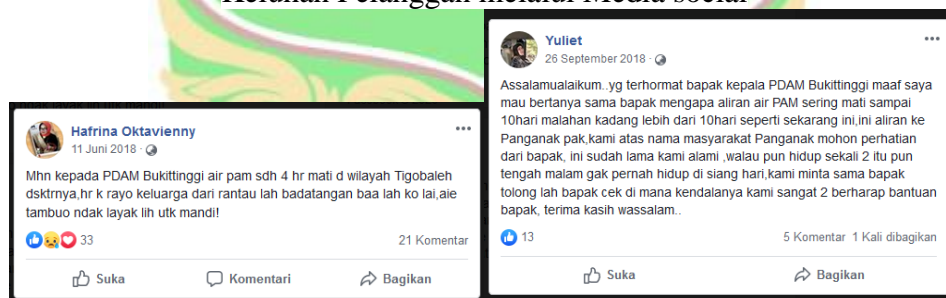 Keluhan Pelanggan melalui Media social
Hafrina Oktavienny
11 Juni 2018
Mhn kepada PDAM Bukittinggi air pam sdh 4 hr mati d wilayah Tigobaleh
dsktrnya,hr k rayo keluarga dari rantau lah badatangan baa lah ko lai,aie
tambuo ndak layak lih utk mandi!
33
21 Komentar
Suka
Komentari
Bagikan
Yuliet
26 September 2018
Assalamualaikum..yg terhormat bapak kepala PDAM Bukittinggi maaf saya
mau bertanya sama bapak mengapa aliran air PAM sering mati sampai
10hari malahan kadang lebih dari 10hari seperti sekarang ini,ini aliran ke
Panganak pak,kami atas nama masyarakat Panganak mohon perhatian
dari bapak, ini sudah lama kami alami ,walau pun hidup sekali 2 itu pun
tengah malam gak pernah hidup di siang hari,kami minta sama bapak
tolong lah bapak cek di mana kendalanya kami sangat 2 berharap bantuan
bapak, terima kasih wassalam..
13
5 Komentar 1 Kali dibagikan
Suka
Bagikan